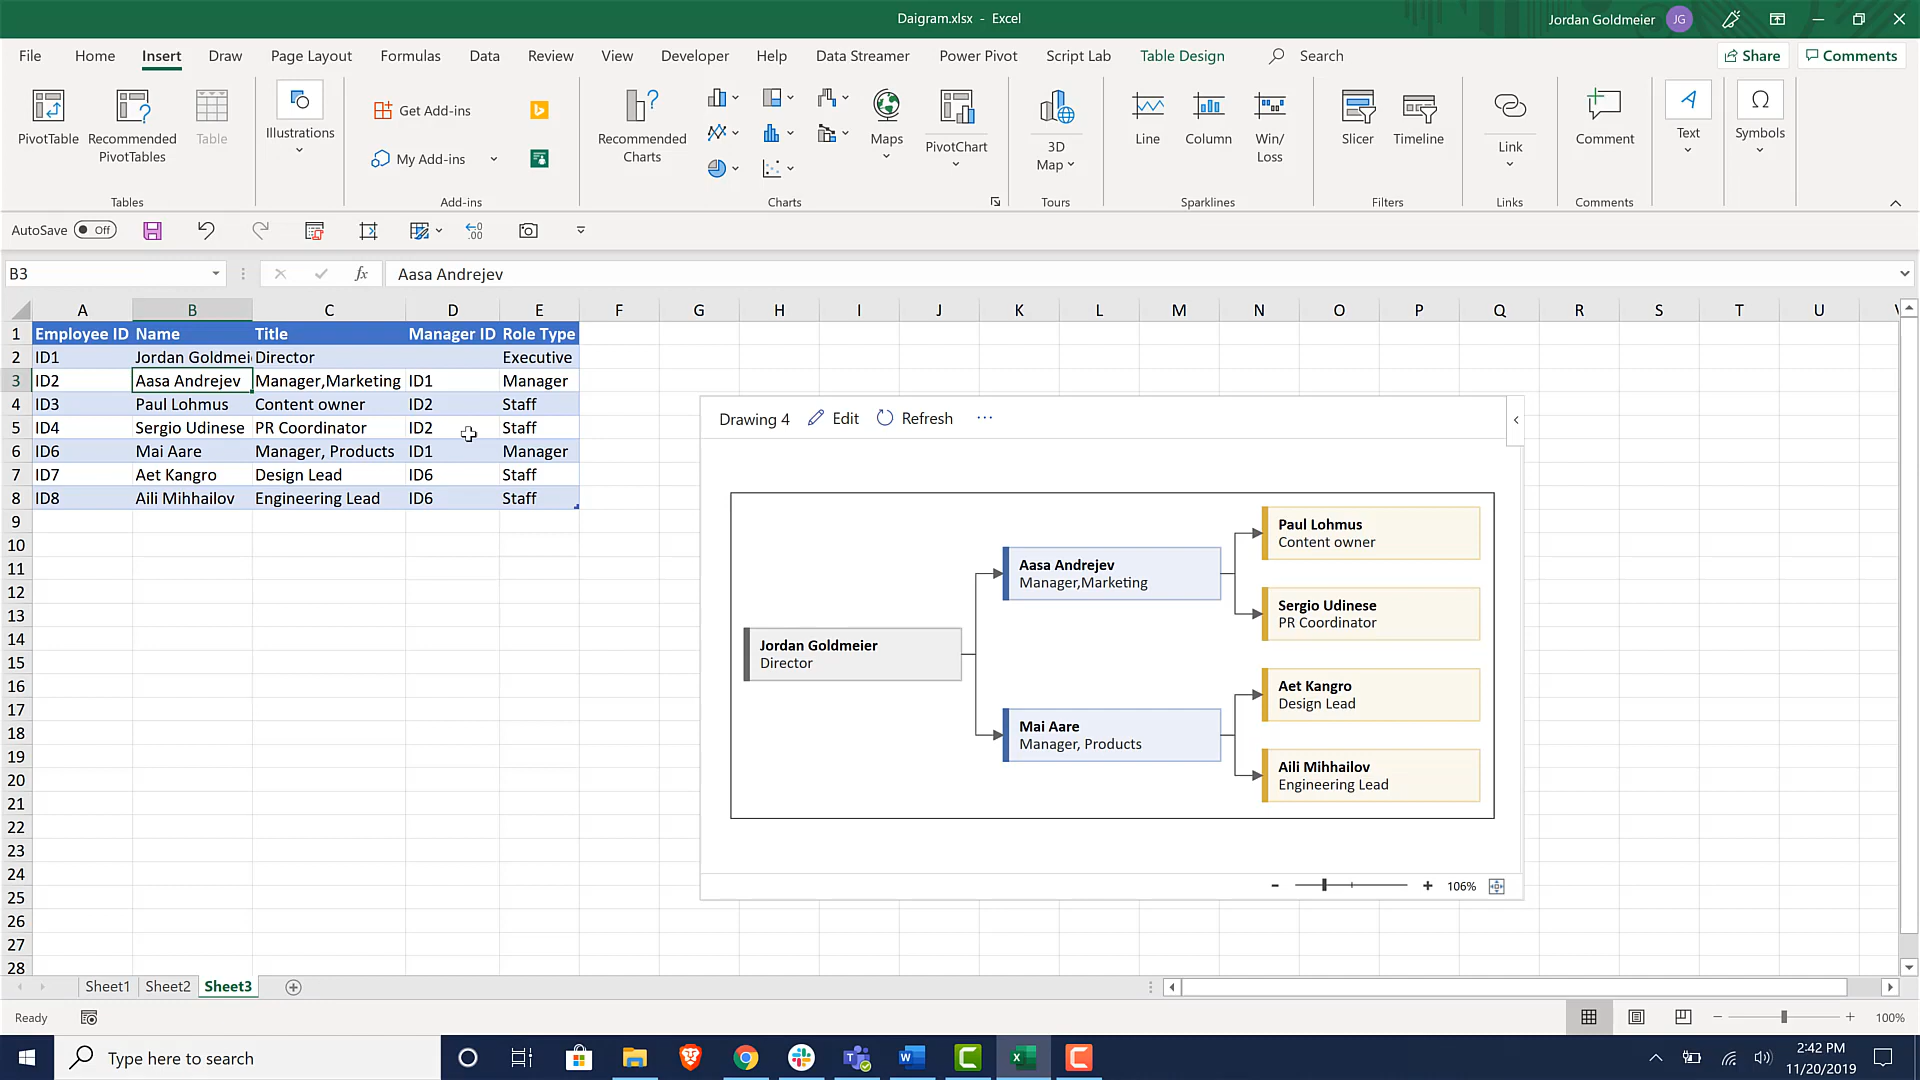 Daigram.xlsx - Excel
Jordan Goldmeier JG
File Home Insert Draw Page Layout Formulas Data Review View Developer Help Data Streamer Power Pivot Script Lab Table Design Search Share Comments
PivotTable
Recommended PivotTables
Table
Tables
Illustrations
Get Add-ins
My Add-ins
Add-ins
Recommended Charts
Maps
PivotChart
Charts
3D Map
Tours
Line
Column
Win/ Loss
Sparklines
Slicer
Timeline
Filters
Link
Links
Comment
Comments
Text
Symbols
AutoSave Off
B3
fx
Aasa Andrejev
A B C D E F G H I J K L M N O P Q R S T U
1 Employee ID Name Title Manager ID Role Type
2 ID1 Jordan Goldmei Director Executive
3 ID2 Aasa Andrejev Manager,Marketing ID1 Manager
4 ID3 Paul Lohmus Content owner ID2 Staff
5 ID4 Sergio Udinese PR Coordinator ID2 Staff
6 ID6 Mai Aare Manager, Products ID1 Manager
7 ID7 Aet Kangro Design Lead ID6 Staff
8 ID8 Aili Mihhailov Engineering Lead ID6 Staff
9
10
11
12
13
14
15
16
17
18
19
20
21
22
23
24
25
26
27
28
Drawing 4 Edit Refresh ...
Jordan Goldmeier
Director
Aasa Andrejev
Manager,Marketing
Mai Aare
Manager, Products
Paul Lohmus
Content owner
Sergio Udinese
PR Coordinator
Aet Kangro
Design Lead
Aili Mihhailov
Engineering Lead
- + 106%
Sheet1 Sheet2 Sheet3
Ready
- + 100%
Type here to search
2:42 PM
11/20/2019